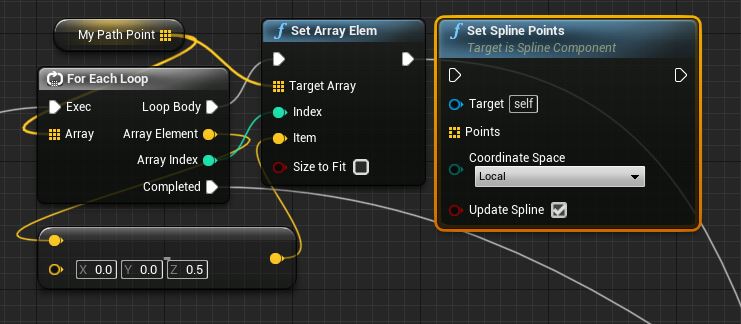 My Path Point
For Each Loop
Exec
Loop Body
Array
Array Element
Array Index
Completed
X 0.0 Y 0.0 Z 0.5
f Set Array Elem
Target Array
Index
Item
Size to Fit
f Set Spline Points
Target is Spline Component
Target self
Points
Coordinate Space
Local
Update Spline